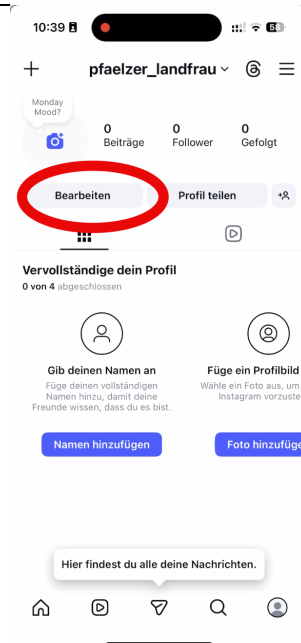 10:39
58
pfaelzer_landfrau
Monday
Mood?
0
Beiträge
0
Follower
0
Gefolgt
Bearbeiten
Profil teilen
Vervollständige dein Profil
0 von 4 abgeschlossen
Gib deinen Namen an
Füge deinen vollständigen
Namen hinzu, damit deine
Freunde wissen, dass du es bist.
Namen hinzufügen
Füge ein Profilbild
Wähle ein Foto aus, um
Instagram vorzuste
Foto hinzufüge
Hier findest du alle deine Nachrichten.